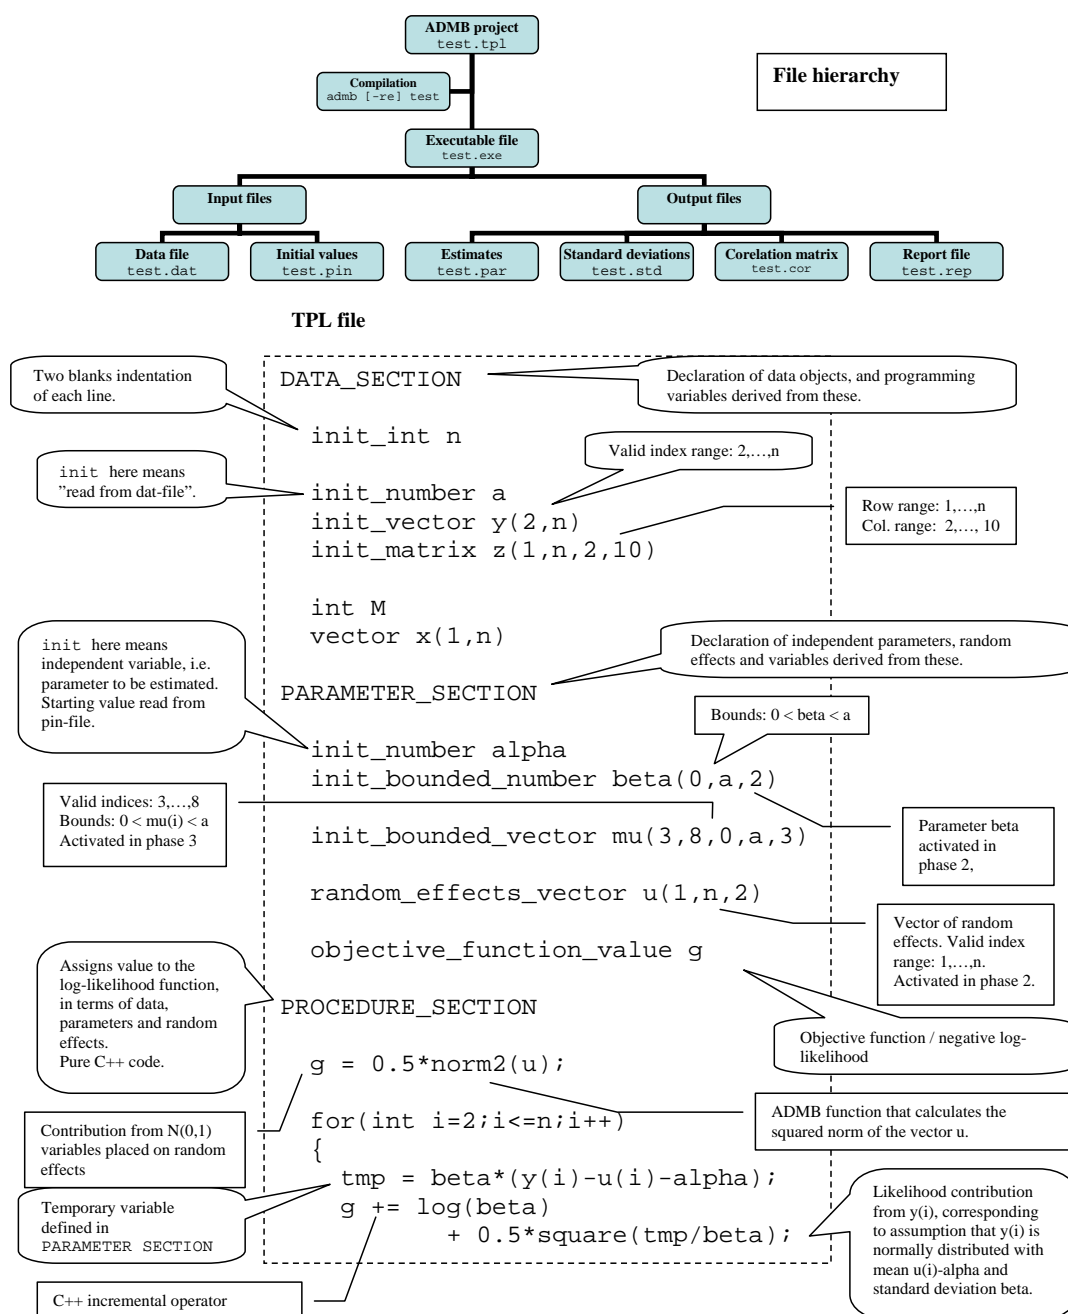 ADMB project
test.tpl
File hierarchy
Compilation
admb [-re] test
Executable file
test.exe
Input files
Output files
Data file
test.dat
Initial values
test.pin
Estimates
test.par
Standard deviations
test.std
Corelation matrix
test.cor
Report file
test.rep
TPL file
Two blanks indentation
of each line.
DATA_SECTION
Declaration of data objects, and programming
variables derived from these.
init_int n
Valid index range: 2,…,n
init here means
”read from dat-file”.
init_number a
init_vector y(2,n)
init_matrix z(1,n,2,10)
Row range: 1,…,n
Col. range: 2,…, 10
int M
vector x(1,n)
init here means
independent variable, i.e.
parameter to be estimated.
Starting value read from
pin-file.
Declaration of independent parameters, random
effects and variables derived from these.
PARAMETER_SECTION
Bounds: 0 < beta < a
init_number alpha
init_bounded_number beta(0,a,2)
Valid indices: 3,…,8
Bounds: 0 < mu(i) < a
Activated in phase 3
init_bounded_vector mu(3,8,0,a,3)
Parameter beta
activated in
phase 2,
random_effects_vector u(1,n,2)
Vector of random
effects. Valid index
range: 1,…,n.
Activated in phase 2.
objective_function_value g
Assigns value to the
log-likelihood function,
in terms of data,
parameters and random
effects.
Pure C++ code.
PROCEDURE_SECTION
Objective function / negative log-
likelihood
g = 0.5*norm2(u);
ADMB function that calculates the
squared norm of the vector u.
Contribution from N(0,1)
variables placed on random
effects
for(int i=2;i<=n;i++)
{
tmp = beta*(y(i)-u(i)-alpha);
g += log(beta)
+ 0.5*square(tmp/beta);
Temporary variable
defined in
PARAMETER SECTION
Likelihood contribution
from y(i), corresponding
to assumption that y(i) is
normally distributed with
mean u(i)-alpha and
standard deviation beta.
C++ incremental operator